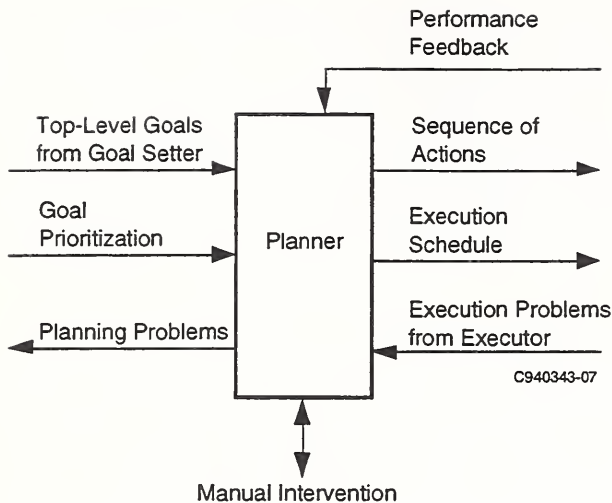 Performance
Feedback
Top-Level Goals
from Goal Setter
Sequence of
Actions
Goal
Prioritization
Planner
Execution
Schedule
Planning Problems
Execution Problems
from Executor
C940343-07
Manual Intervention